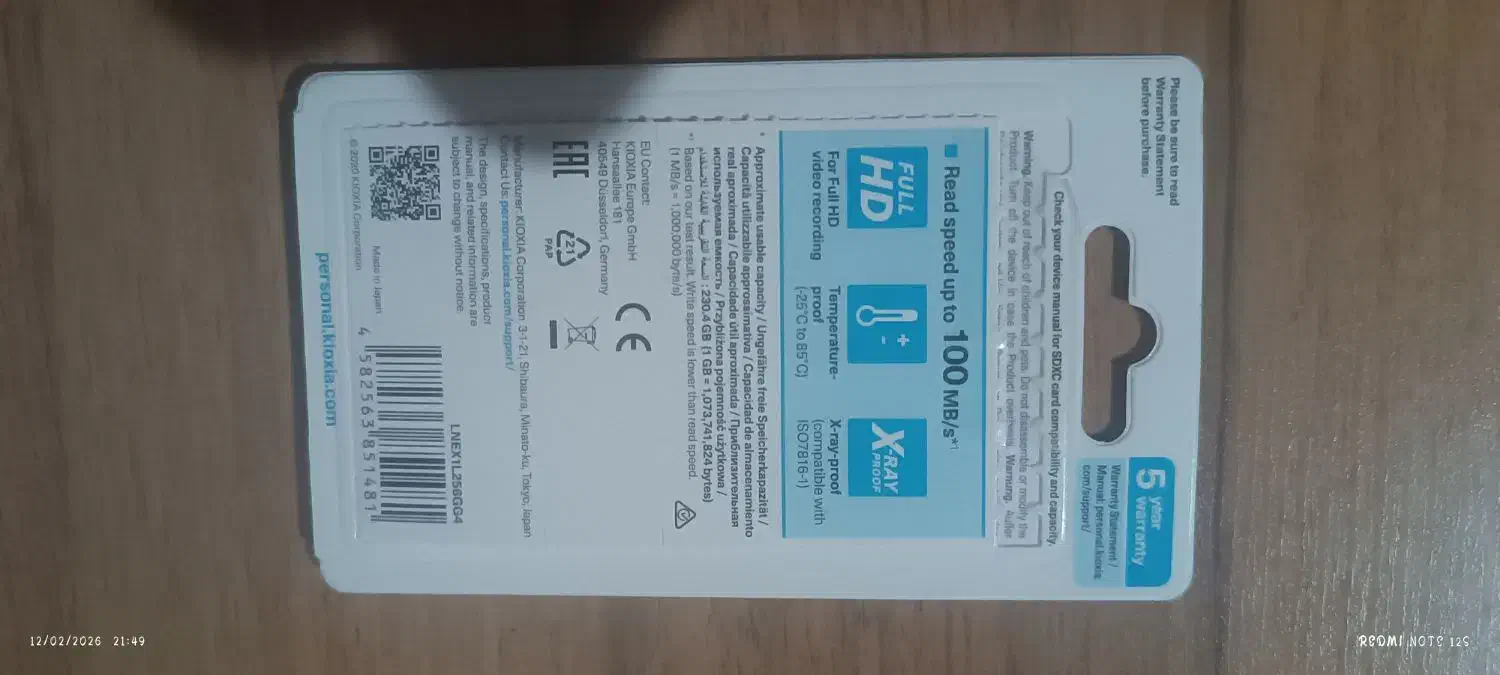 Please be sure to read
Warranty Statement
before purchase.
5 year
warranty
Warranty Statement /
Manual: personal.kioxia.
com/support/
Check your device manual for SDXC card compatibility and capacity.
Warning. Keep out of reach of children and pets. Do not disassemble or modify the
Product. Turn off the device in case the Product overheats. Warnung. Außer
Read speed up to 100 MB/s*¹
FULL
HD
For Full HD
video recording
+
-
Temperature-
proof
(-25°C to 85°C)
X-RAY
PROOF
X-ray-proof
(compatible with
ISO7816-1)
* Approximate usable capacity / Ungefähre freie Speicherkapazität /
Capacità utilizzabile approssimativa / Capacidad de almacenamiento
real aproximada / Capacidade útil aproximada / Приблизительная
используемая емкость / Przybliżona pojemność użytkowa /
السعة التقريبية القابلة للاستخدام : 230.4 GB (1 GB = 1,073,741,824 bytes)
*¹ Based on our test result. Write speed is lower than read speed.
(1 MB/s = 1,000,000 byte/s)
EU Contact:
KIOXIA Europe GmbH
Hansaallee 181
40549 Düsseldorf, Germany
CE
EAC
21
PAP
Manufacturer: KIOXIA Corporation 3-1-21, Shibaura, Minato-ku, Tokyo, Japan
Contact Us: personal.kioxia.com/support/
The design, specifications, product
manual, and related information are
subject to change without notice.
LNEX1L256GG4
4 582563 851481
Made in Japan
© 2020 KIOXIA Corporation
personal.kioxia.com
12/02/2026 21:49
REDMI NOTE 12S